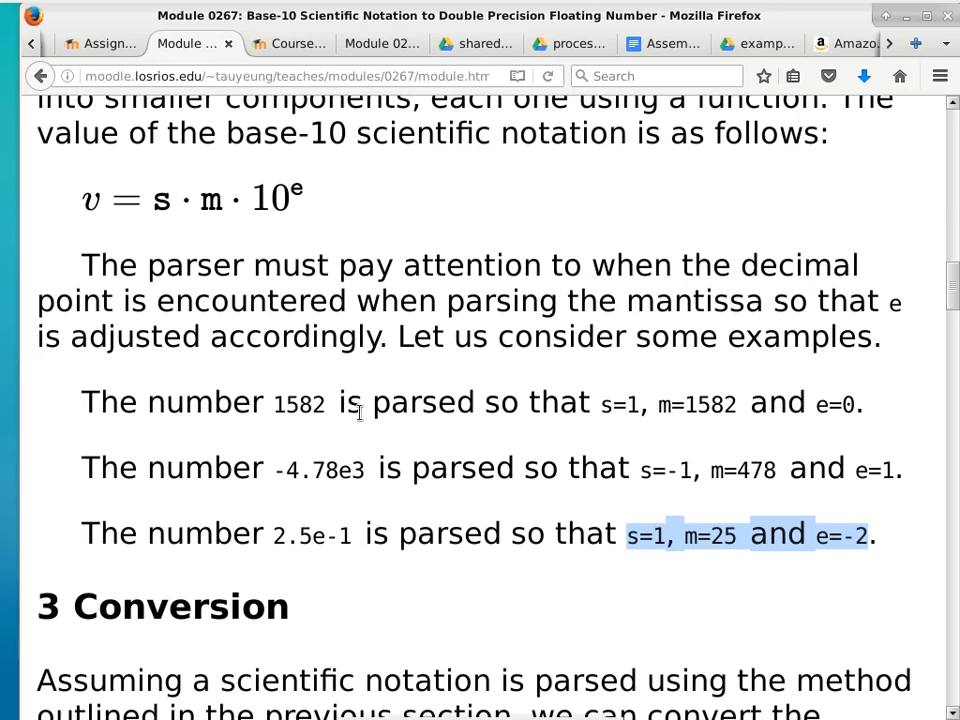 Module 0267: Base-10 Scientific Notation to Double Precision Floating Number - Mozilla Firefox
Assign... Module ... Course... Module 02... shared... proces... Assem... examp... Amazo.
moodle.losrios.edu/~tauyeung/teaches/modules/0267/module.htm Search
into smaller components, each one using a function. The
value of the base-10 scientific notation is as follows:
v = s · m · 10^e
The parser must pay attention to when the decimal
point is encountered when parsing the mantissa so that e
is adjusted accordingly. Let us consider some examples.
The number 1582 is parsed so that s=1, m=1582 and e=0.
The number -4.78e3 is parsed so that s=-1, m=478 and e=1.
The number 2.5e-1 is parsed so that s=1, m=25 and e=-2.
3 Conversion
Assuming a scientific notation is parsed using the method
outlined in the previous section, we can convert the